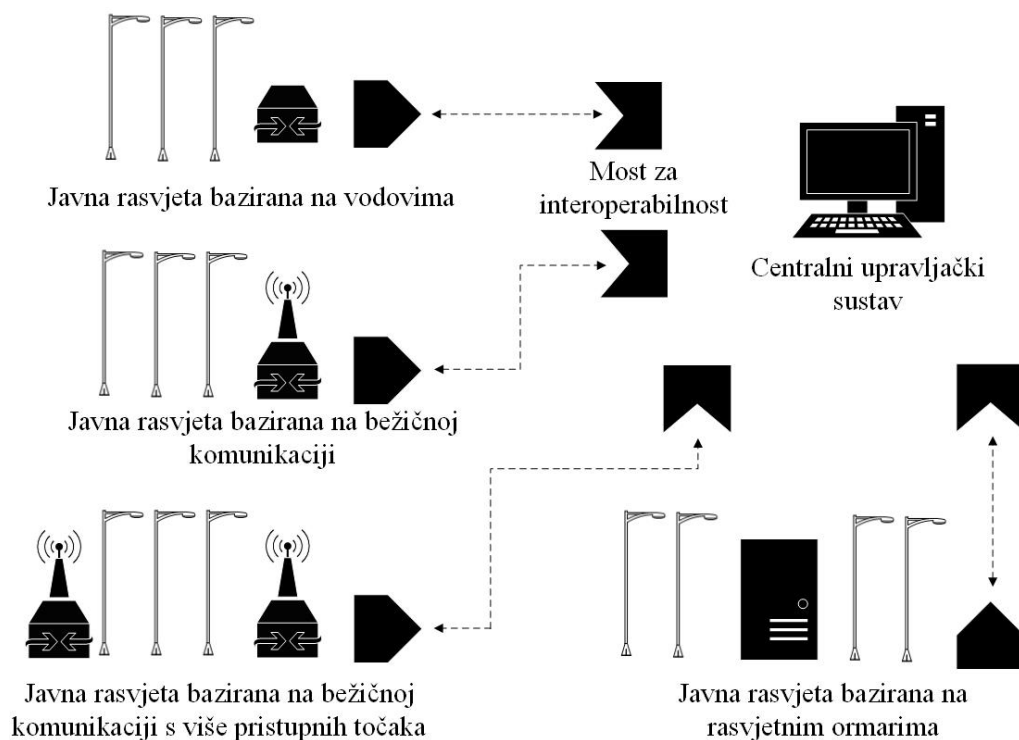 Javna rasvjeta bazirana na vodovima
Most za
interoperabilnost
Centralni upravljački
sustav
Javna rasvjeta bazirana na bežičnoj
komunikaciji
Javna rasvjeta bazirana na bežičnoj
komunikaciji s više pristupnih točaka
Javna rasvjeta bazirana na
rasvjetnim ormarima